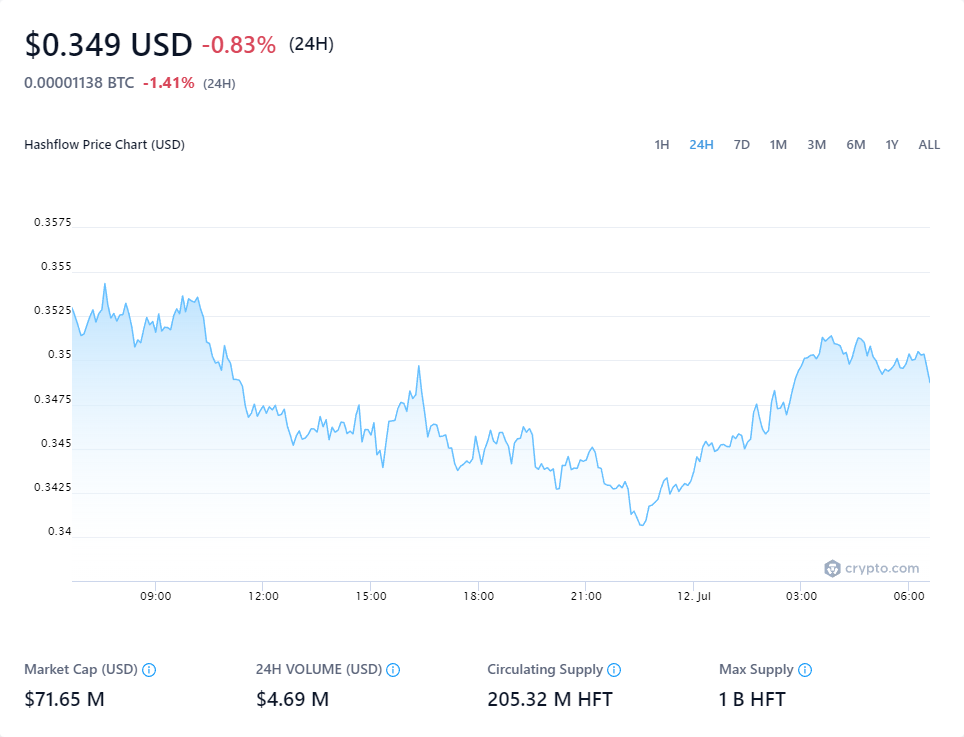 $0.349 USD -0.83% (24H)
0.00001138 BTC -1.41% (24H)
Hashflow Price Chart (USD) 1H 24H 7D 1M 3M 6M 1Y ALL
0.3575
0.355
0.3525
0.35
0.3475
0.345
0.3425
0.34
crypto.com
09:00 12:00 15:00 18:00 21:00 12. Jul 03:00 06:00
Market Cap (USD) 24H VOLUME (USD) Circulating Supply Max Supply
$71.65 M $4.69 M 205.32 M HFT 1 B HFT